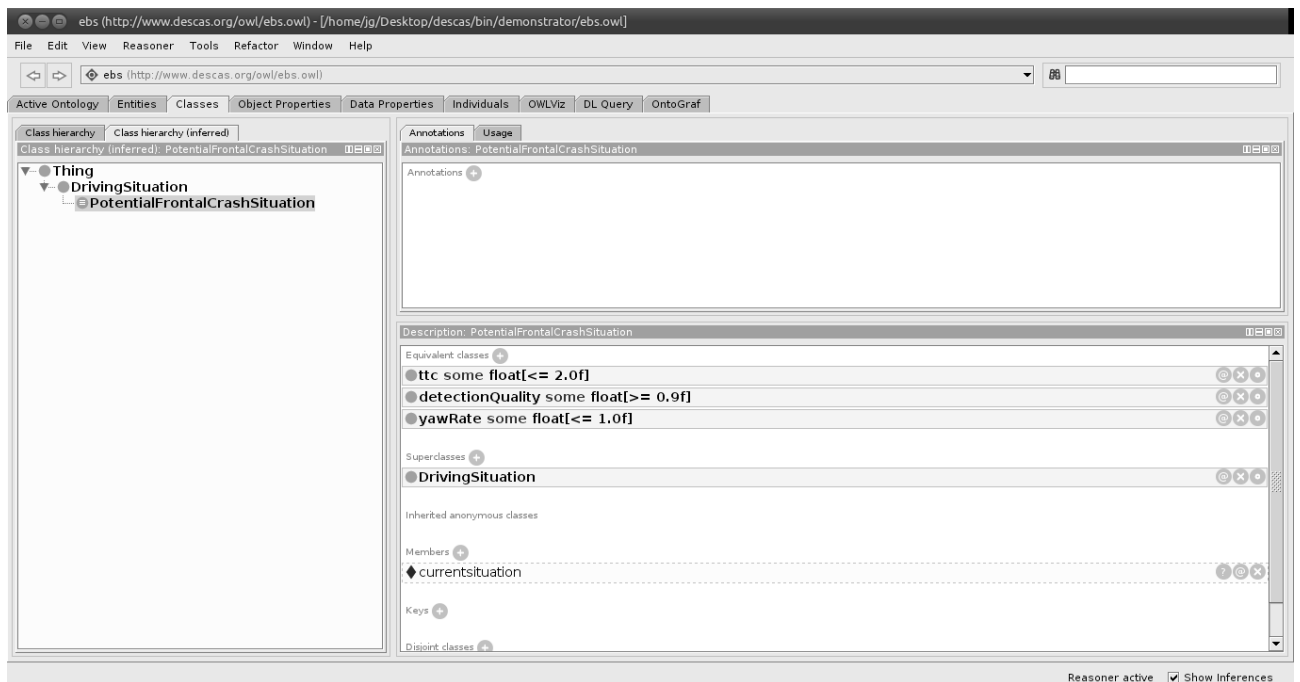 ebs (http://www.descas.org/owl/ebs.owl) - [/home/jg/Desktop/descas/bin/demonstrator/ebs.owl]
File Edit View Reasoner Tools Refactor Window Help
ebs (http://www.descas.org/owl/ebs.owl)
Active Ontology Entities Classes Object Properties Data Properties Individuals OWLViz DL Query OntoGraf
Class hierarchy Class hierarchy (inferred)
Class hierarchy (inferred): PotentialFrontalCrashSituation
Thing
DrivingSituation
PotentialFrontalCrashSituation
Annotations Usage
Annotations: PotentialFrontalCrashSituation
Annotations
Description: PotentialFrontalCrashSituation
Equivalent classes
ttc some float[<= 2.0f]
detectionQuality some float[>= 0.9f]
yawRate some float[<= 1.0f]
Superclasses
DrivingSituation
Inherited anonymous classes
Members
currentsituation
Keys
Disjoint classes
Reasoner active Show Inferences